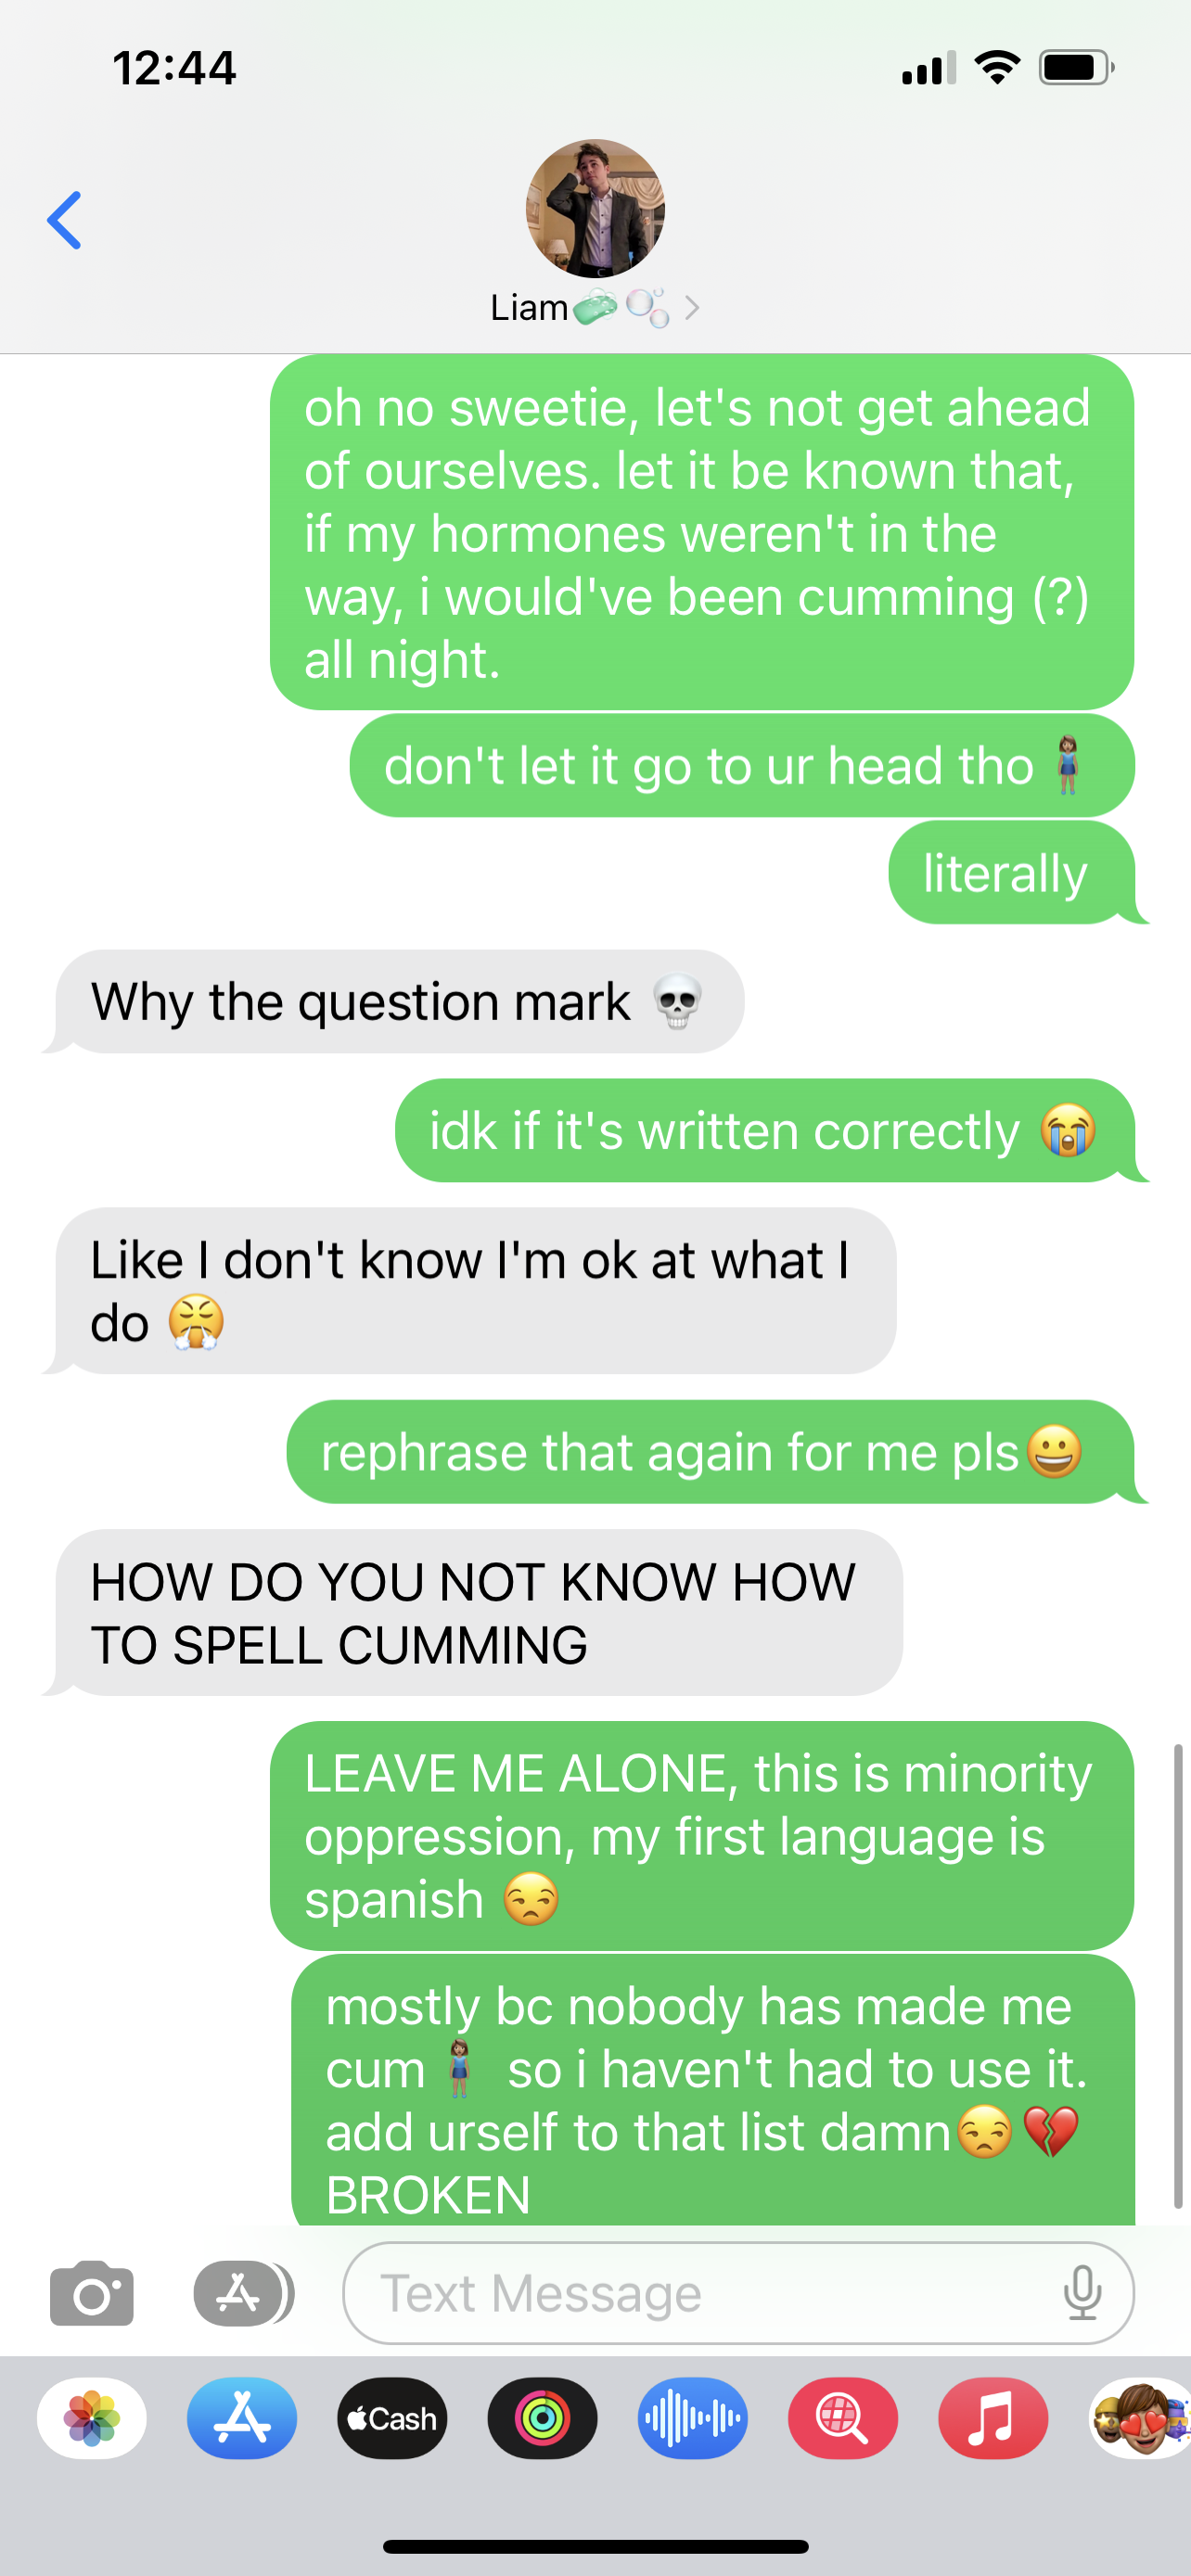 12:44
Liam🧼🫧
oh no sweetie, let's not get ahead
of ourselves. let it be known that,
if my hormones weren't in the
way, i would've been cumming (?)
all night.
don't let it go to ur head tho 🧍🏽‍♀️
literally
Why the question mark 💀
idk if it's written correctly 😭
Like I don't know I'm ok at what I
do 😤
rephrase that again for me pls😀
HOW DO YOU NOT KNOW HOW
TO SPELL CUMMING
LEAVE ME ALONE, this is minority
oppression, my first language is
spanish 😒
mostly bc nobody has made me
cum🧍🏽‍♀️ so i haven't had to use it.
add urself to that list damn😒💔
BROKEN
Text Message
Cash